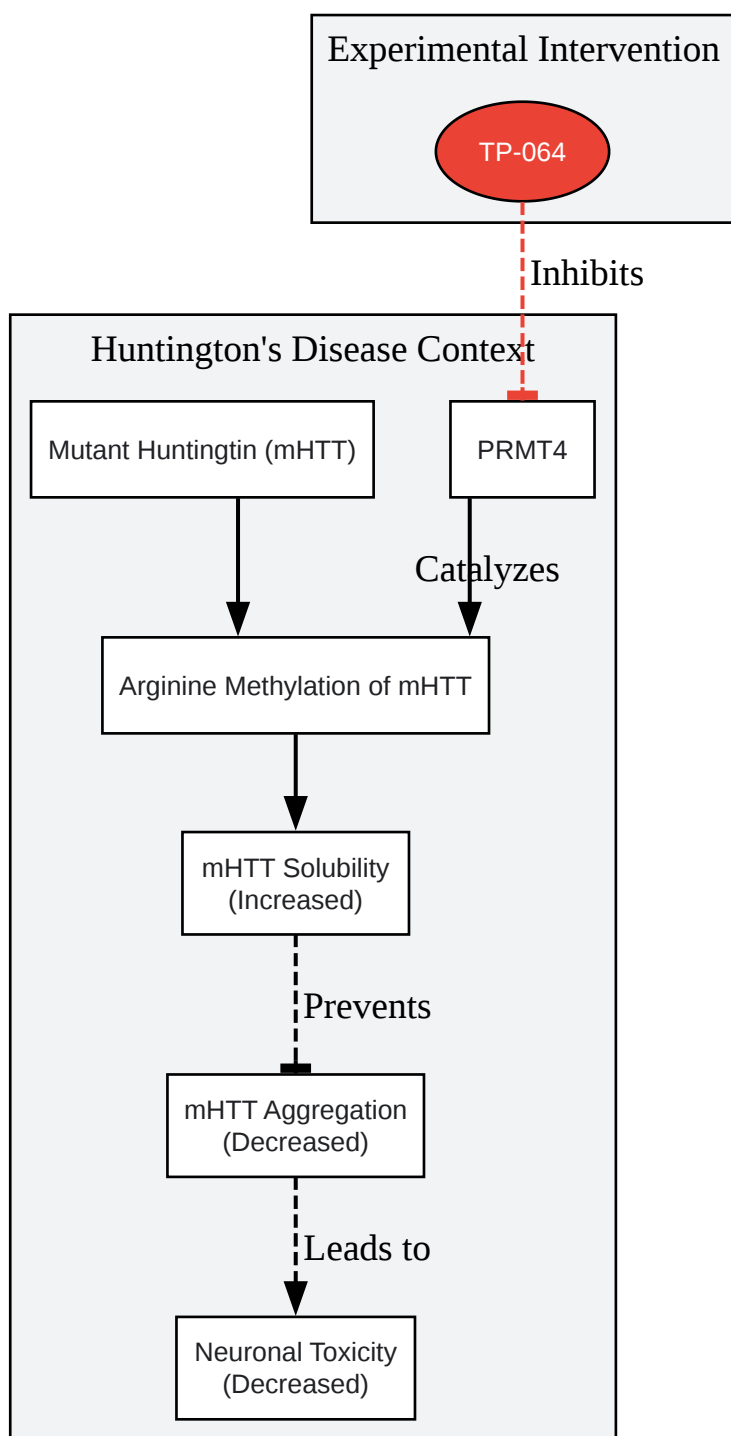 Experimental Intervention
TP-064
Inhibits
Huntington's Disease Context
Mutant Huntingtin (mHTT)
PRMT4
Catalyzes
Arginine Methylation of mHTT
mHTT Solubility
(Increased)
Prevents
mHTT Aggregation
(Decreased)
Leads to
Neuronal Toxicity
(Decreased)